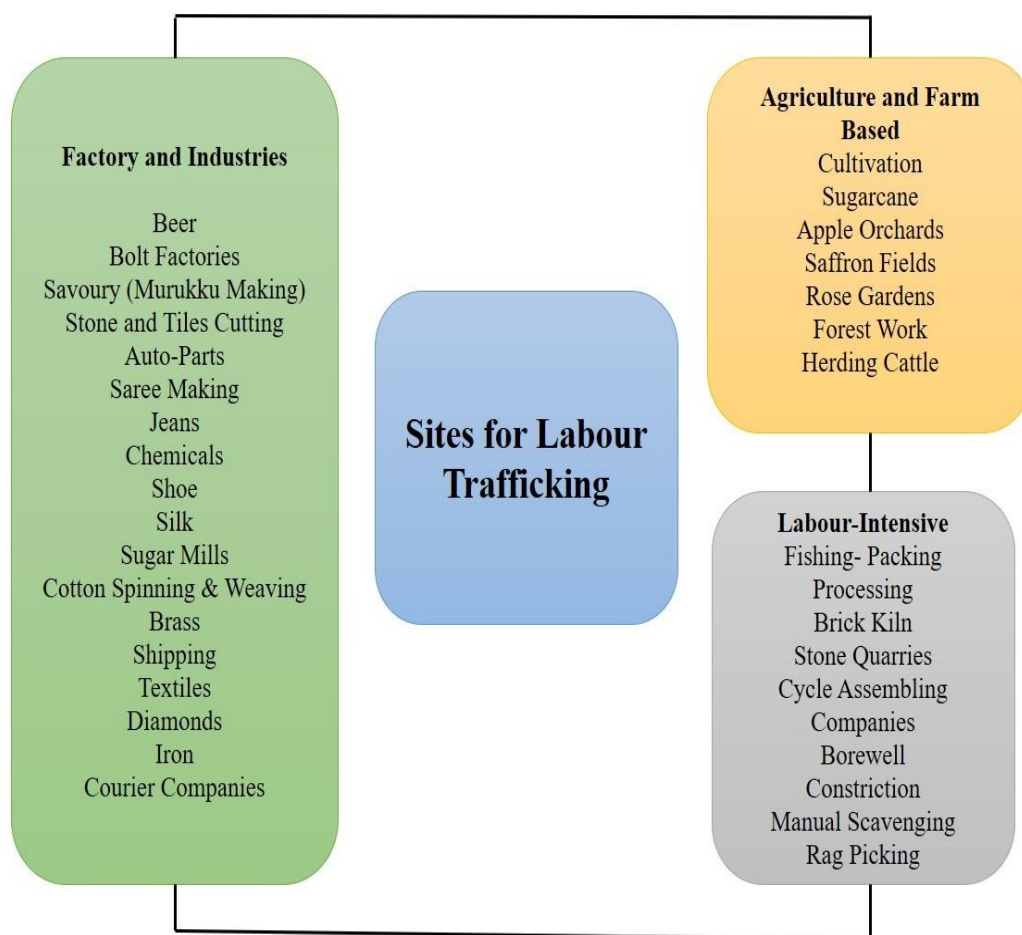 Factory and Industries
Beer
Bolt Factories
Savoury (Murukku Making)
Stone and Tiles Cutting
Auto-Parts
Saree Making
Jeans
Chemicals
Shoe
Silk
Sugar Mills
Cotton Spinning & Weaving
Brass
Shipping
Textiles
Diamonds
Iron
Courier Companies
Sites for Labour
Trafficking
Agriculture and Farm
Based
Cultivation
Sugarcane
Apple Orchards
Saffron Fields
Rose Gardens
Forest Work
Herding Cattle
Labour-Intensive
Fishing- Packing
Processing
Brick Kiln
Stone Quarries
Cycle Assembling
Companies
Borewell
Constriction
Manual Scavenging
Rag Picking